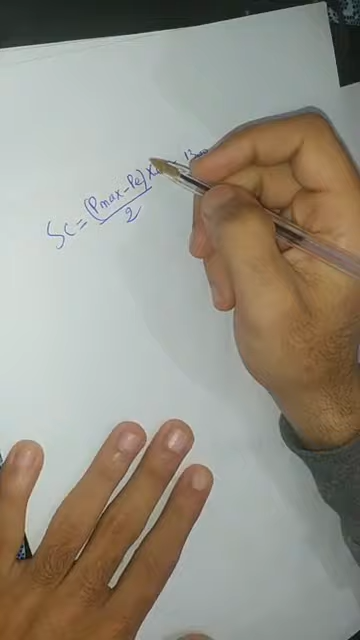 Sc = (Pmax - Pe) x
2